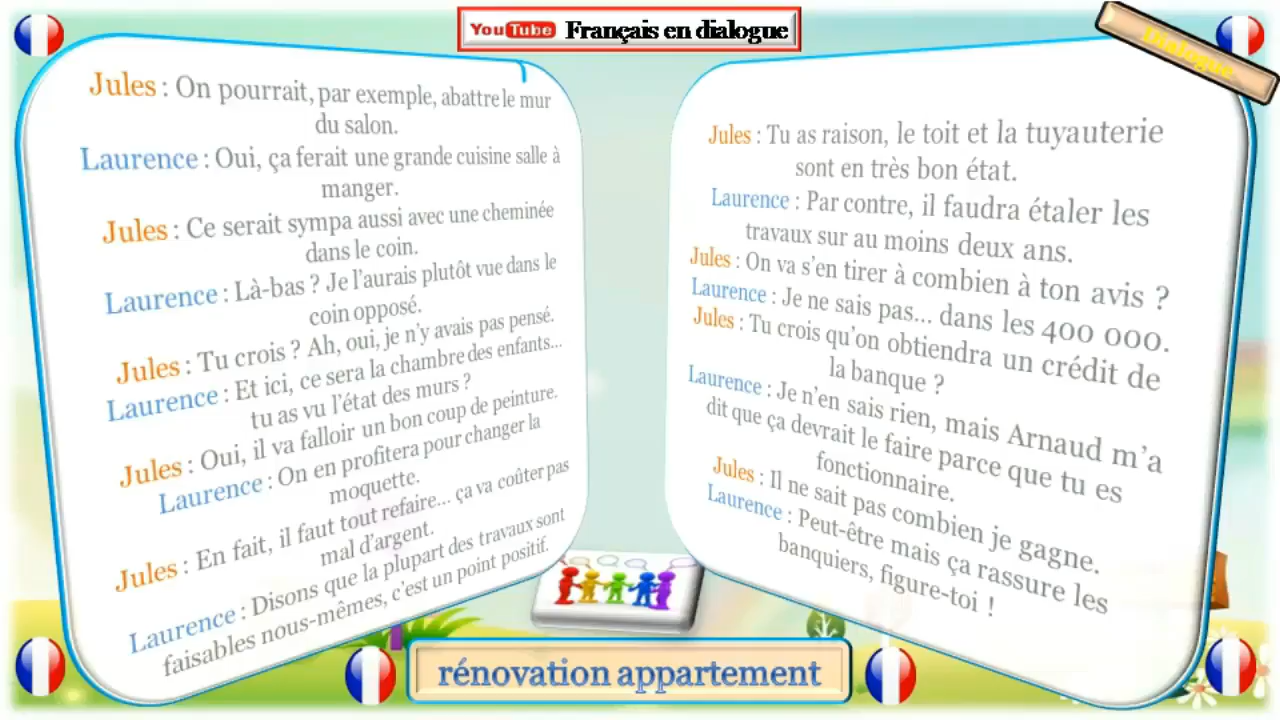 YouTube Français en dialogue
Dialogue
Jules : On pourrait, par exemple, abattre le mur
du salon.
Laurence : Oui, ça ferait une grande cuisine salle à
manger.
Jules : Ce serait sympa aussi avec une cheminée
dans le coin.
Laurence : Là-bas ? Je l'aurais plutôt vue dans le
coin opposé.
Jules : Tu crois ? Ah, oui, je n'y avais pas pensé.
Laurence : Et ici, ce sera la chambre des enfants...
tu as vu l'état des murs ?
Jules : Oui, il va falloir un bon coup de peinture.
Laurence : On en profitera pour changer la
moquette.
Jules : En fait, il faut tout refaire... ça va coûter pas
mal d'argent.
Laurence : Disons que la plupart des travaux sont
faisables nous-mêmes, c'est un point positif.
Jules : Tu as raison, le toit et la tuyauterie
sont en très bon état.
Laurence : Par contre, il faudra étaler les
travaux sur au moins deux ans.
Jules : On va s'en tirer à combien à ton avis ?
Laurence : Je ne sais pas... dans les 400 000.
Jules : Tu crois qu'on obtiendra un crédit de
la banque ?
Laurence : Je n'en sais rien, mais Arnaud m'a
dit que ça devrait le faire parce que tu es
fonctionnaire.
Jules : Il ne sait pas combien je gagne.
Laurence : Peut-être mais ça rassure les
banquiers, figure-toi !
rénovation appartement